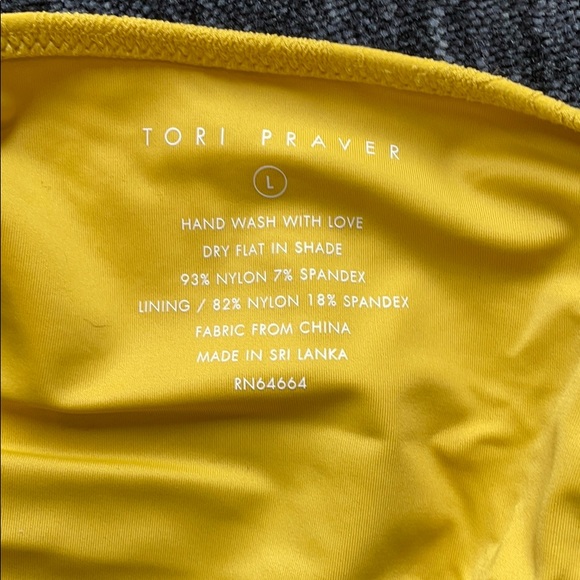 TORI PRAVER
L
HAND WASH WITH LOVE
DRY FLAT IN SHADE
93% NYLON 7% SPANDEX
LINING / 82% NYLON 18% SPANDEX
FABRIC FROM CHINA
MADE IN SRI LANKA
RN64664